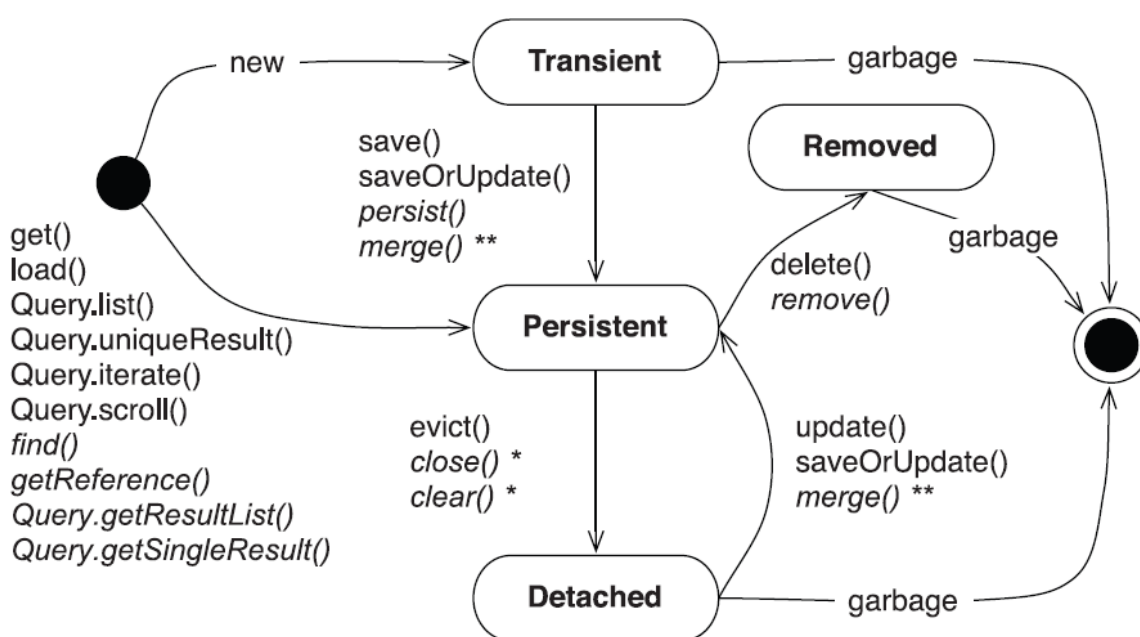 new
Transient
garbage
save()
saveOrUpdate()
persist()
merge() **
Removed
garbage
get()
load()
Query.list()
Query.uniqueResult()
Query.iterate()
Query.scroll()
find()
getReference()
Query.getResultList()
Query.getSingleResult()
Persistent
delete()
remove()
evict()
close() *
clear() *
update()
saveOrUpdate()
merge() **
Detached
garbage